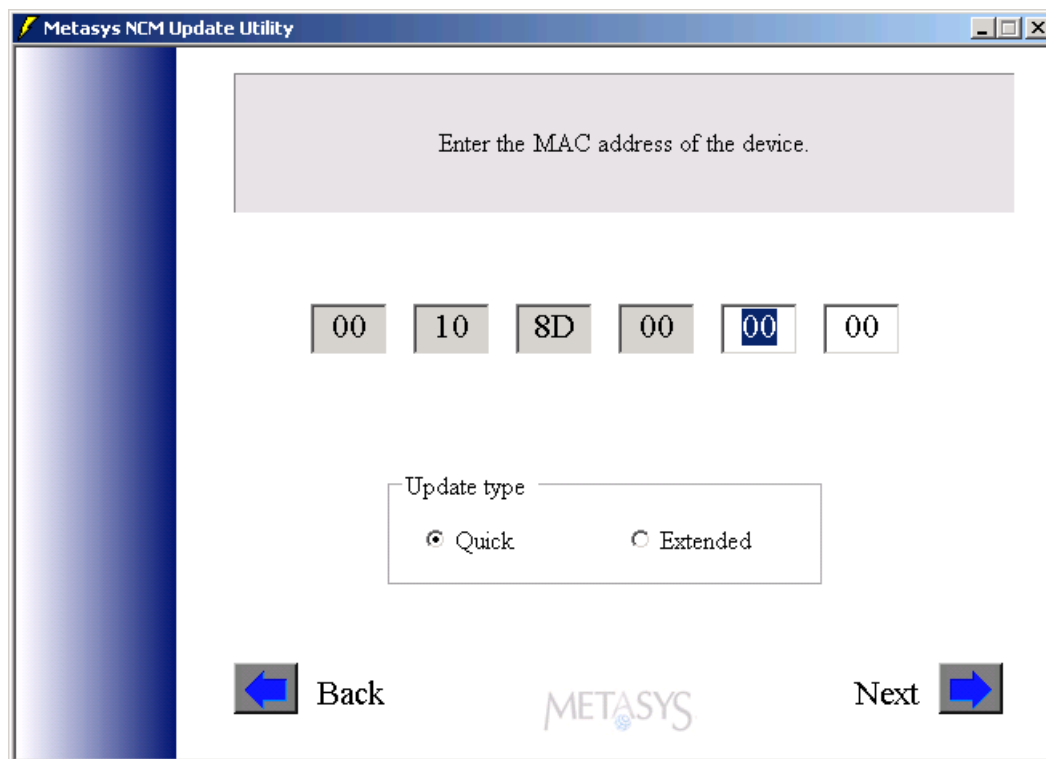 Metasys NCM Update Utility
Enter the MAC address of the device.
00 10 8D 00 00 00
Update type
Quick Extended
Back METASYS Next